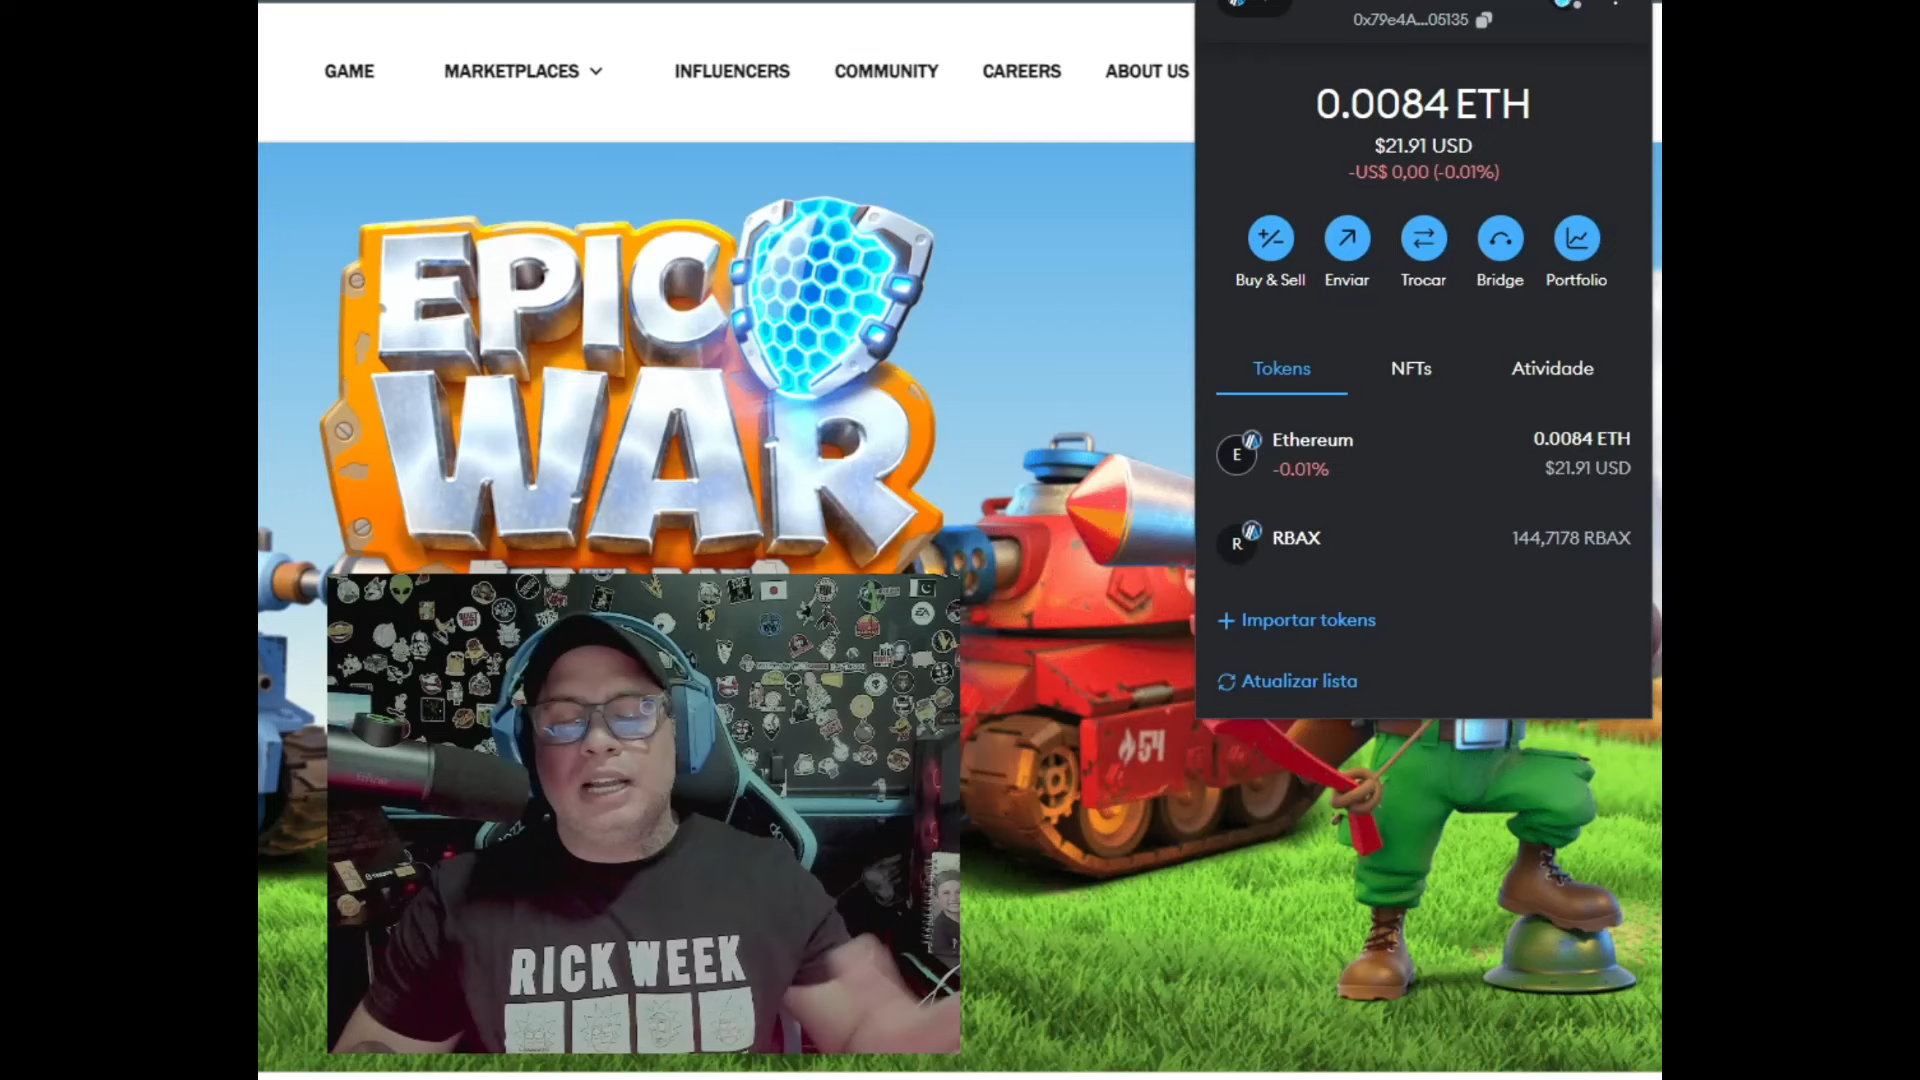 GAME
MARKETPLACES
INFLUENCERS
COMMUNITY
CAREERS
ABOUT US
EPIC
WAR
54
RICK WEEK
0x79e4A...05135
0.0084 ETH
$21.91 USD
-US$ 0,00 (-0.01%)
Buy & Sell
Enviar
Trocar
Bridge
Portfolio
Tokens
NFTs
Atividade
E
Ethereum
0.0084 ETH
-0.01%
$21.91 USD
R
RBAX
144,7178 RBAX
Importar tokens
Atualizar lista